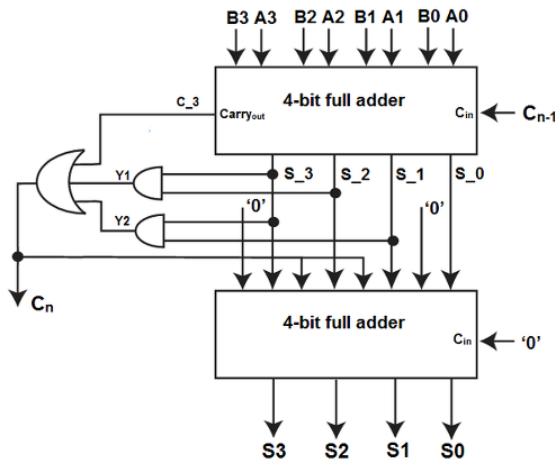 B3 A3 B2 A2 B1 A1 B0 A0
C_3
Carryout
4-bit full adder
Cin
Cn-1
Y1
S_3
S_2
S_1
S_0
Y2
'0'
'0'
Cn
4-bit full adder
Cin
'0'
S3 S2 S1 S0